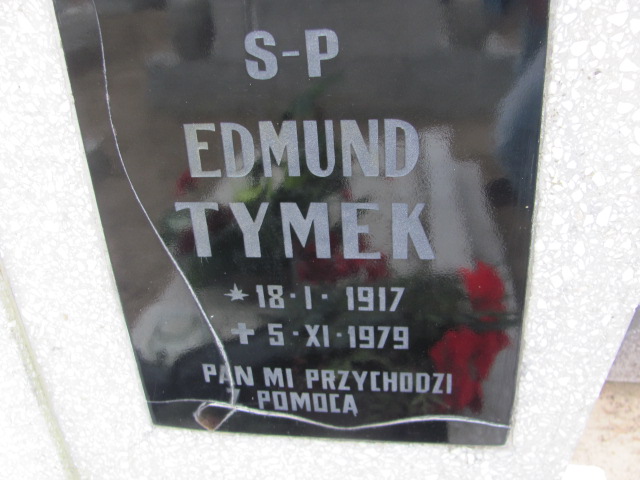 S-P
EDMUND
TYMEK
* 18·I· 1917
✝ 5·XI·1979
PAN MI PRZYCHODZI
Z POMOCĄ